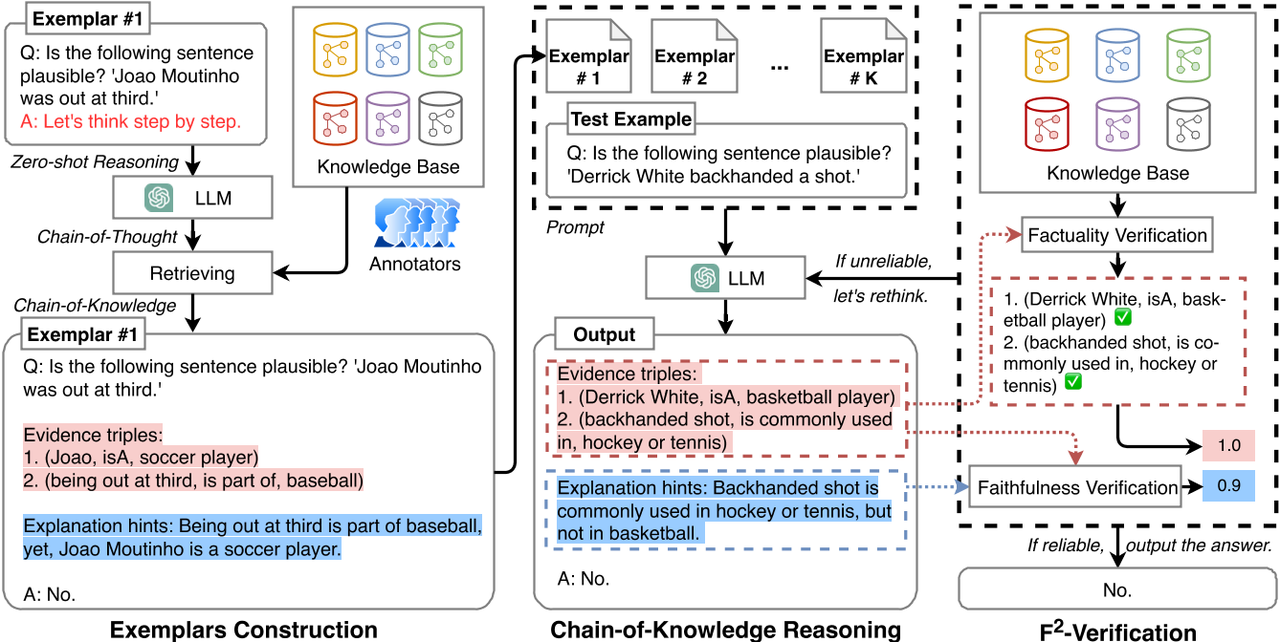 Exemplar #1
Q: Is the following sentence
plausible? 'Joao Moutinho
was out at third.'
A: Let's think step by step.
Zero-shot Reasoning
LLM
Chain-of-Thought
Retrieving
Chain-of-Knowledge
Knowledge Base
Annotators
Exemplar #1
Q: Is the following sentence plausible? 'Joao Moutinho
was out at third.'
Evidence triples:
1. (Joao, isA, soccer player)
2. (being out at third, is part of, baseball)
Explanation hints: Being out at third is part of baseball,
yet, Joao Moutinho is a soccer player.
A: No.
Exemplars Construction
Exemplar
# 1
Exemplar
# 2
...
Exemplar
# K
Test Example
Q: Is the following sentence plausible?
'Derrick White backhanded a shot.'
Prompt
LLM
If unreliable,
let's rethink.
Output
Evidence triples:
1. (Derrick White, isA, basketball player)
2. (backhanded shot, is commonly used
in, hockey or tennis)
Explanation hints: Backhanded shot is
commonly used in hockey or tennis, but
not in basketball.
A: No.
Chain-of-Knowledge Reasoning
Knowledge Base
Factuality Verification
1. (Derrick White, isA, bask-
etball player)
2. (backhanded shot, is co-
mmonly used in, hockey or
tennis)
1.0
Faithfulness Verification
0.9
If reliable, output the answer.
No.
F²-Verification